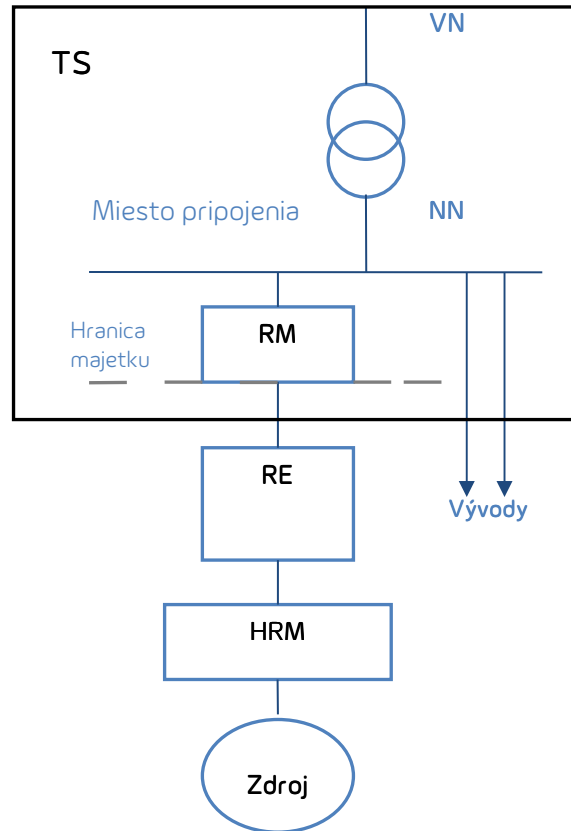 VN
TS
Miesto pripojenia
NN
Hranica
majetku
RM
RE
Vývody
HRM
Zdroj